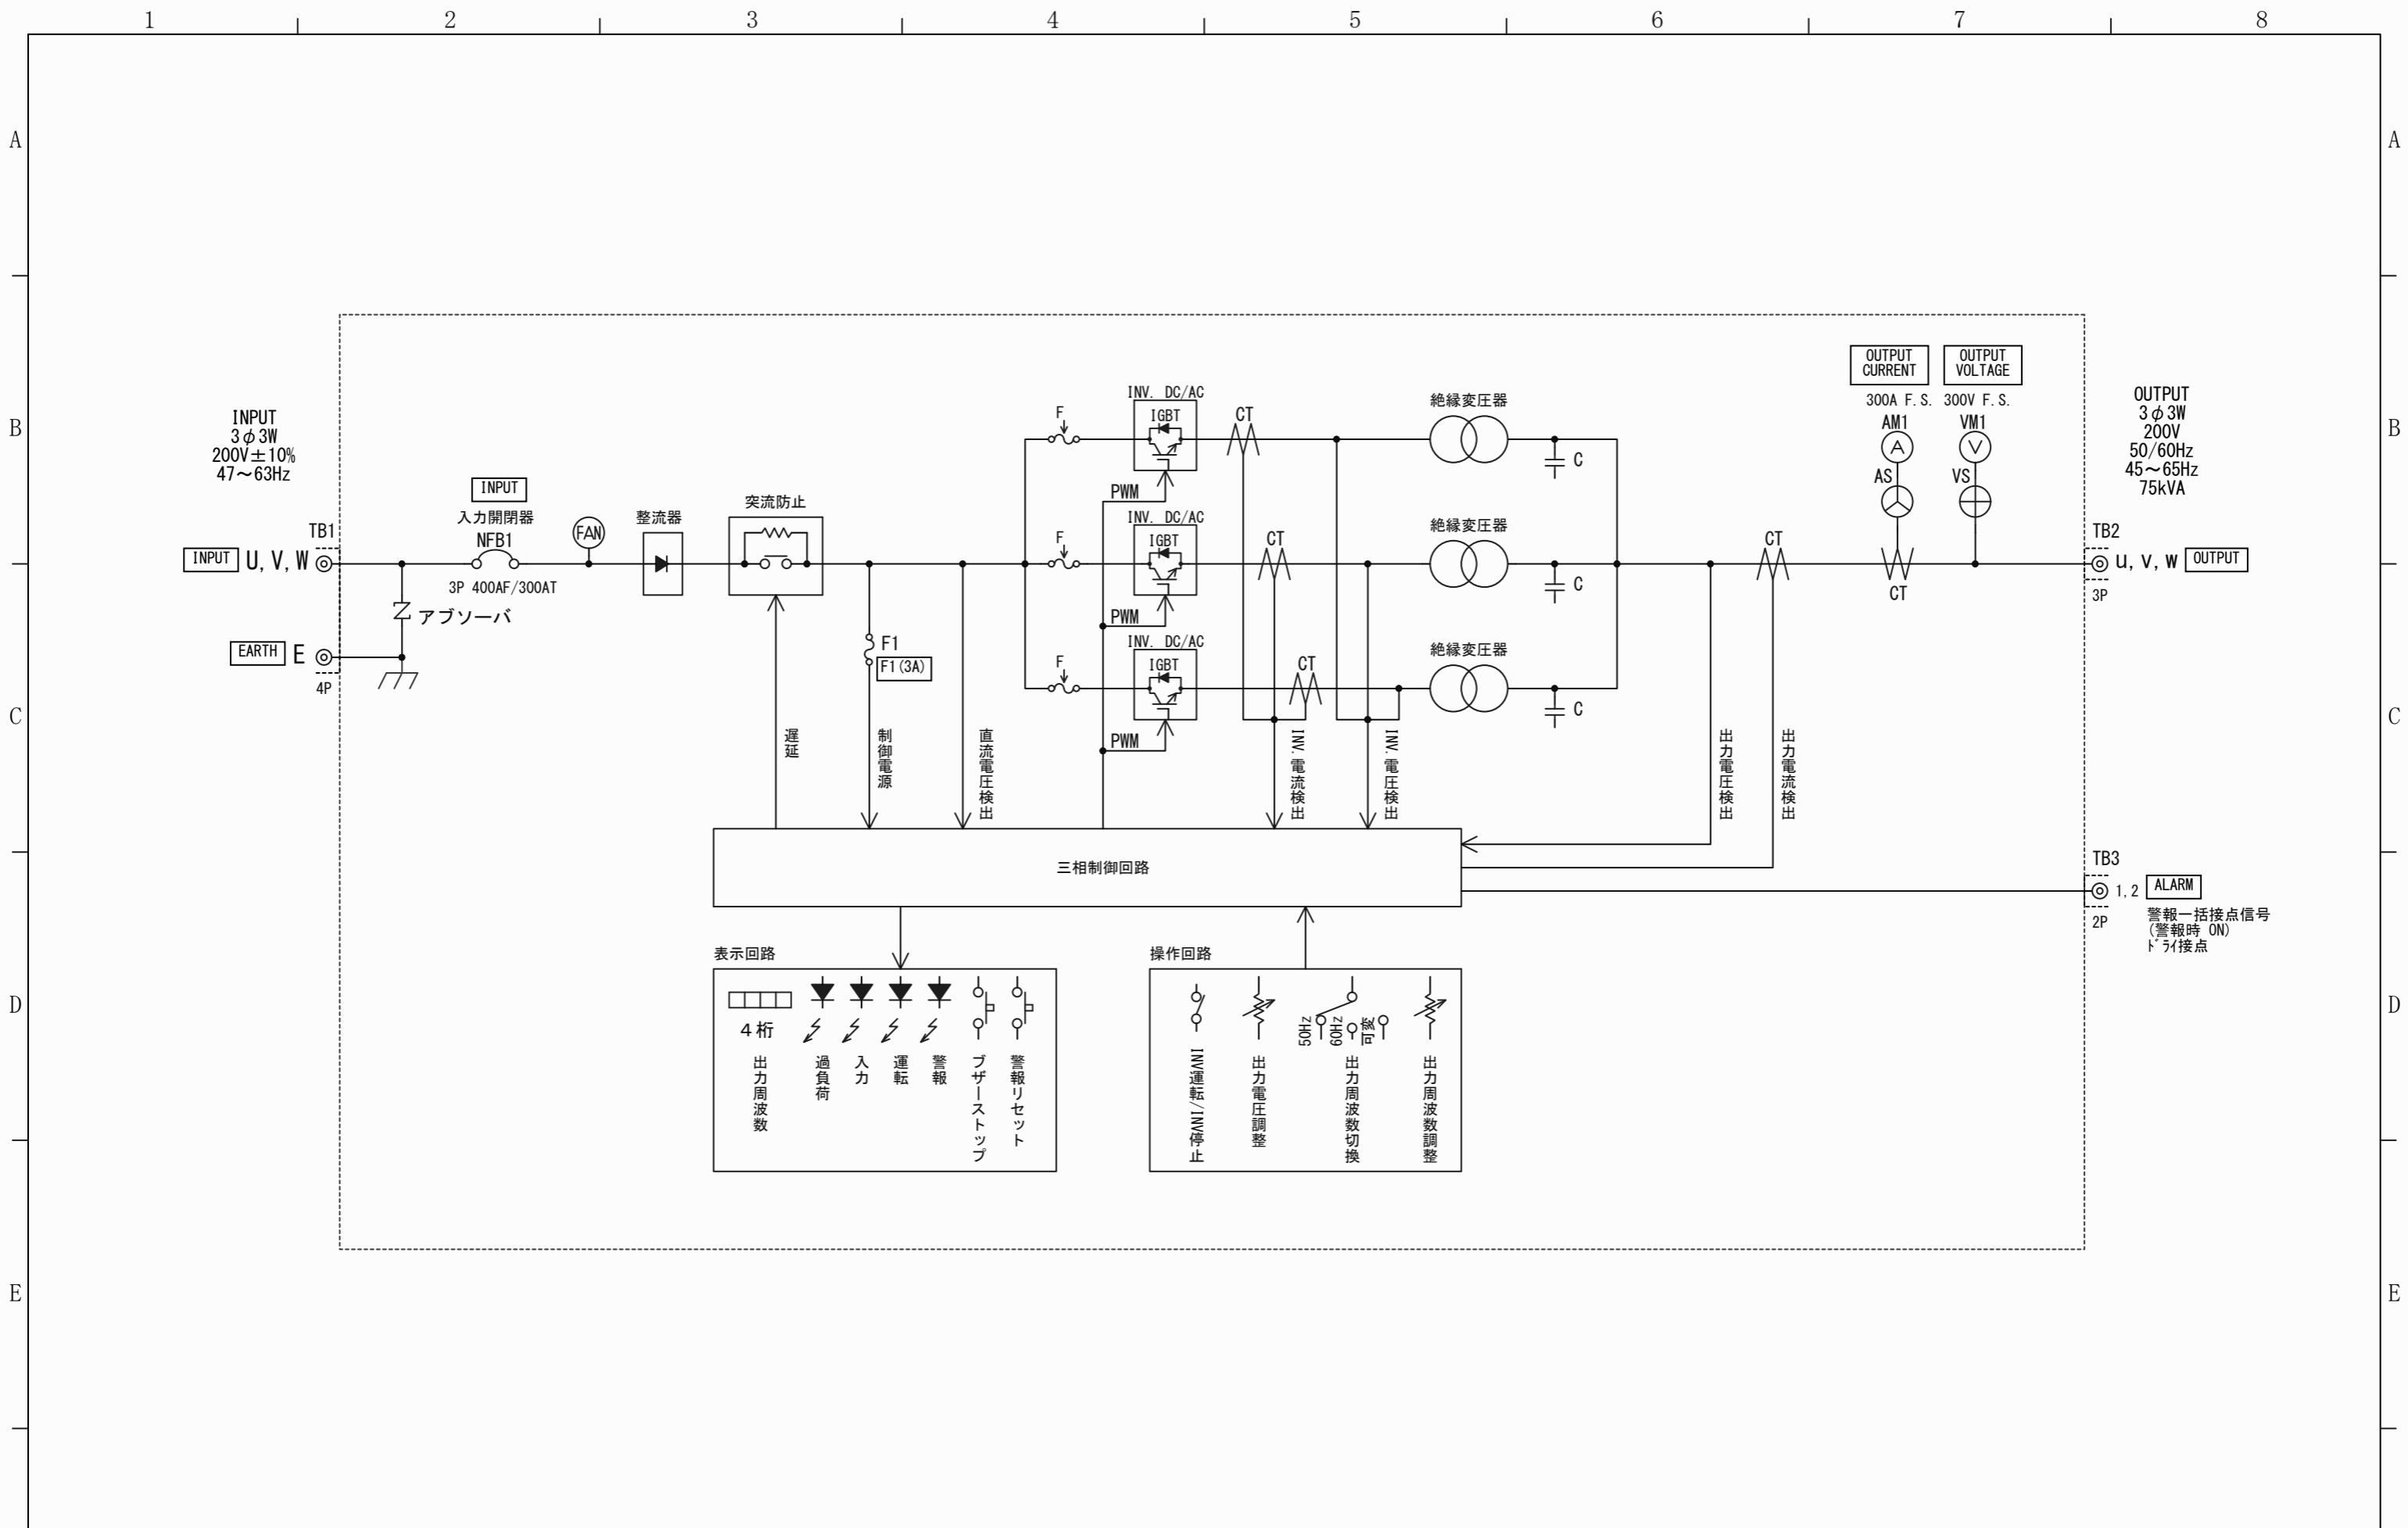 1 2 3 4 5 6 7 8
A A
B B
C C
D D
E E
INPUT
3φ3W
200V±10%
47～63Hz
TB1
INPUT U,V,W
EARTH E
4P
アブソーバ
INPUT
入力開閉器
NFB1
3P 400AF/300AT
FAN
整流器
突流防止
F1
F1(3A)
F
INV. DC/AC
IGBT
PWM
CT
絶縁変圧器
C
F
INV. DC/AC
IGBT
PWM
CT
絶縁変圧器
C
F
INV. DC/AC
IGBT
PWM
CT
絶縁変圧器
C
OUTPUT
CURRENT
300A F.S.
AM1
A
AS
CT
OUTPUT
VOLTAGE
300V F.S.
VM1
V
VS
CT
OUTPUT
3φ3W
200V
50/60Hz
45～65Hz
75kVA
TB2
u,v,w OUTPUT
3P
遅延
制御電源
直流電圧検出
INV.電流検出
INV.電圧検出
出力電圧検出
出力電流検出
三相制御回路
TB3
1,2 ALARM
2P
警報一括接点信号
(警報時 ON)
ﾄﾞﾗｲ接点
表示回路
4桁
出力周波数
過負荷
入力
運転
警報
ブザーストップ
警報リセット
操作回路
INV運転/INV停止
出力電圧調整
50Hz
60Hz
可変
出力周波数切換
出力周波数調整